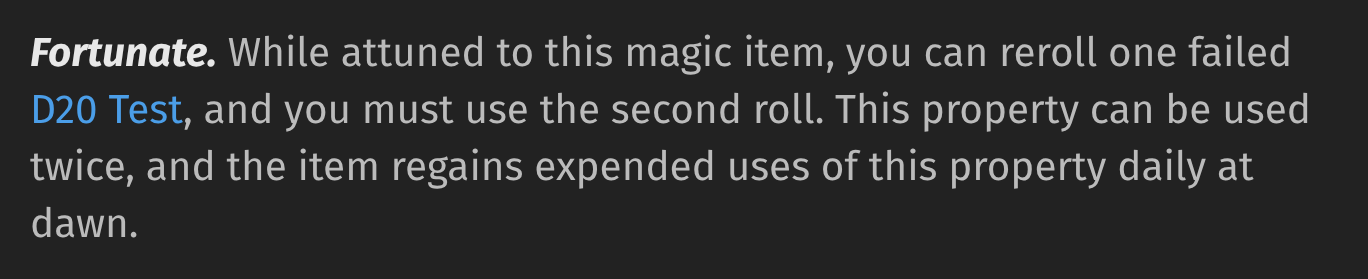 Fortunate. While attuned to this magic item, you can reroll one failed
D20 Test, and you must use the second roll. This property can be used
twice, and the item regains expended uses of this property daily at
dawn.